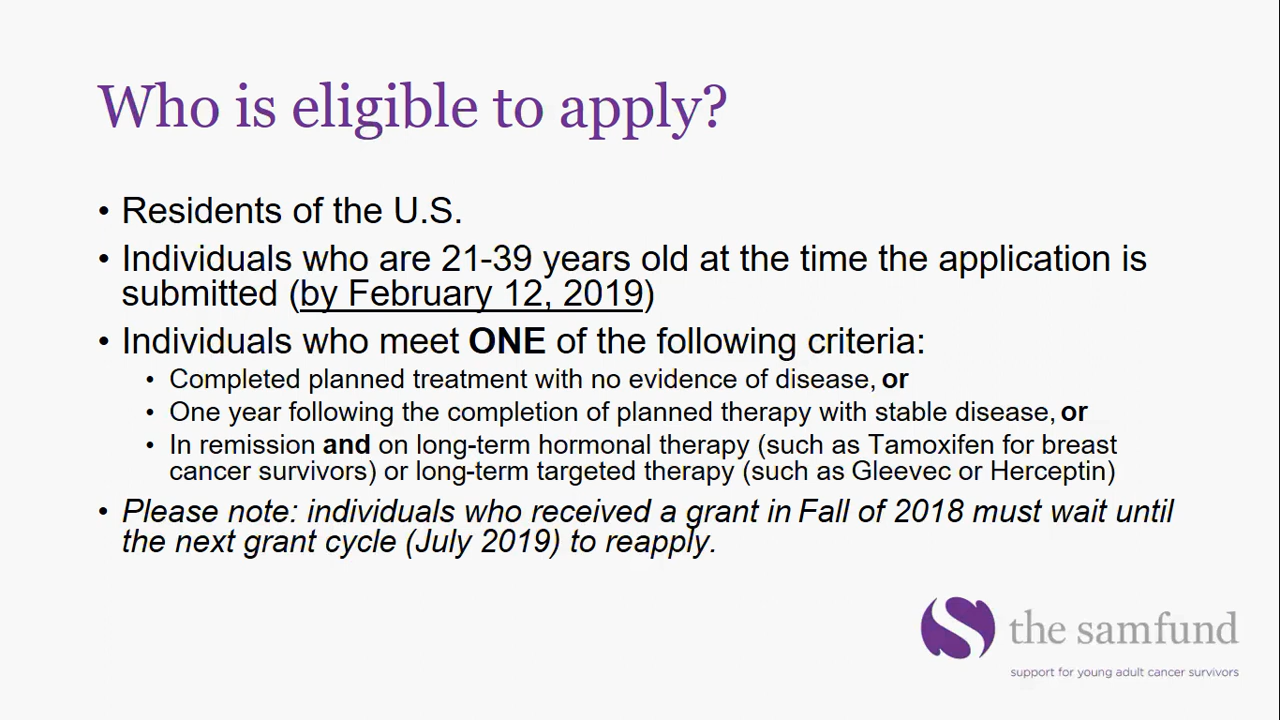 Who is eligible to apply?
• Residents of the U.S.
• Individuals who are 21-39 years old at the time the application is
submitted (by February 12, 2019)
• Individuals who meet ONE of the following criteria:
• Completed planned treatment with no evidence of disease, or
• One year following the completion of planned therapy with stable disease, or
• In remission and on long-term hormonal therapy (such as Tamoxifen for breast
cancer survivors) or long-term targeted therapy (such as Gleevec or Herceptin)
• Please note: individuals who received a grant in Fall of 2018 must wait until
the next grant cycle (July 2019) to reapply.
the samfund
support for young adult cancer survivors